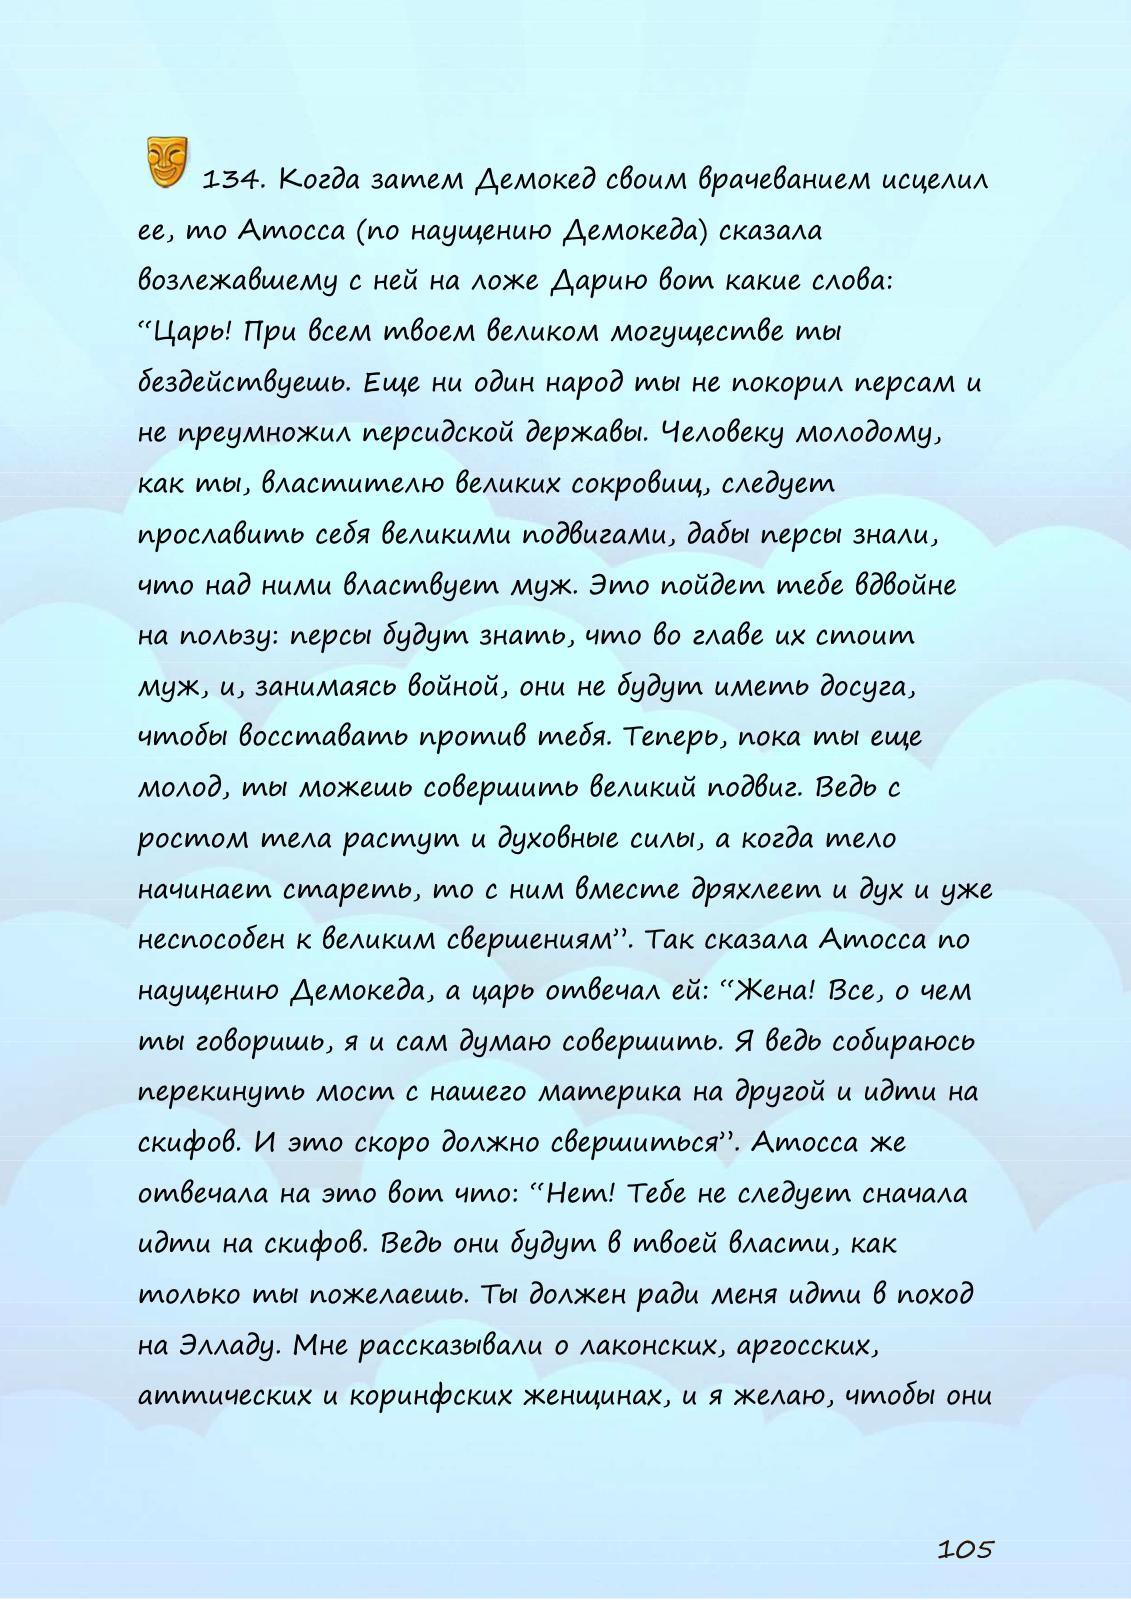 134. Когда затем Демокед своим врачеванием исцелил
ее, то Атосса (по наущению Демокеда) сказала
возлежавшему с ней на ложе Дарию вот какие слова:
“Царь! При всем твоем великом могуществе ты
бездействуешь. Еще ни один народ ты не покорил персам и
не преумножил персидской державы. Человеку молодому,
как ты, властителю великих сокровищ, следует
прославить себя великими подвигами, дабы персы знали,
что над ними властвует муж. Это пойдет тебе вдвойне
на пользу: персы будут знать, что во главе их стоит
муж, и, занимаясь войной, они не будут иметь досуга,
чтобы восставать против тебя. Теперь, пока ты еще
молод, ты можешь совершить великий подвиг. Ведь с
ростом тела растут и духовные силы, а когда тело
начинает стареть, то с ним вместе дряхлеет и дух и уже
неспособен к великим свершениям”. Так сказала Атосса по
наущению Демокеда, а царь отвечал ей: “Жена! Все, о чем
ты говоришь, я и сам думаю совершить. Я ведь собираюсь
перекинуть мост с нашего материка на другой и идти на
скифов. И это скоро должно свершиться”. Атосса же
отвечала на это вот что: “Нет! Тебе не следует сначала
идти на скифов. Ведь они будут в твоей власти, как
только ты пожелаешь. Ты должен ради меня идти в поход
на Элладу. Мне рассказывали о лаконских, аргосских,
аттических и коринфских женщинах, и я желаю, чтобы они
105